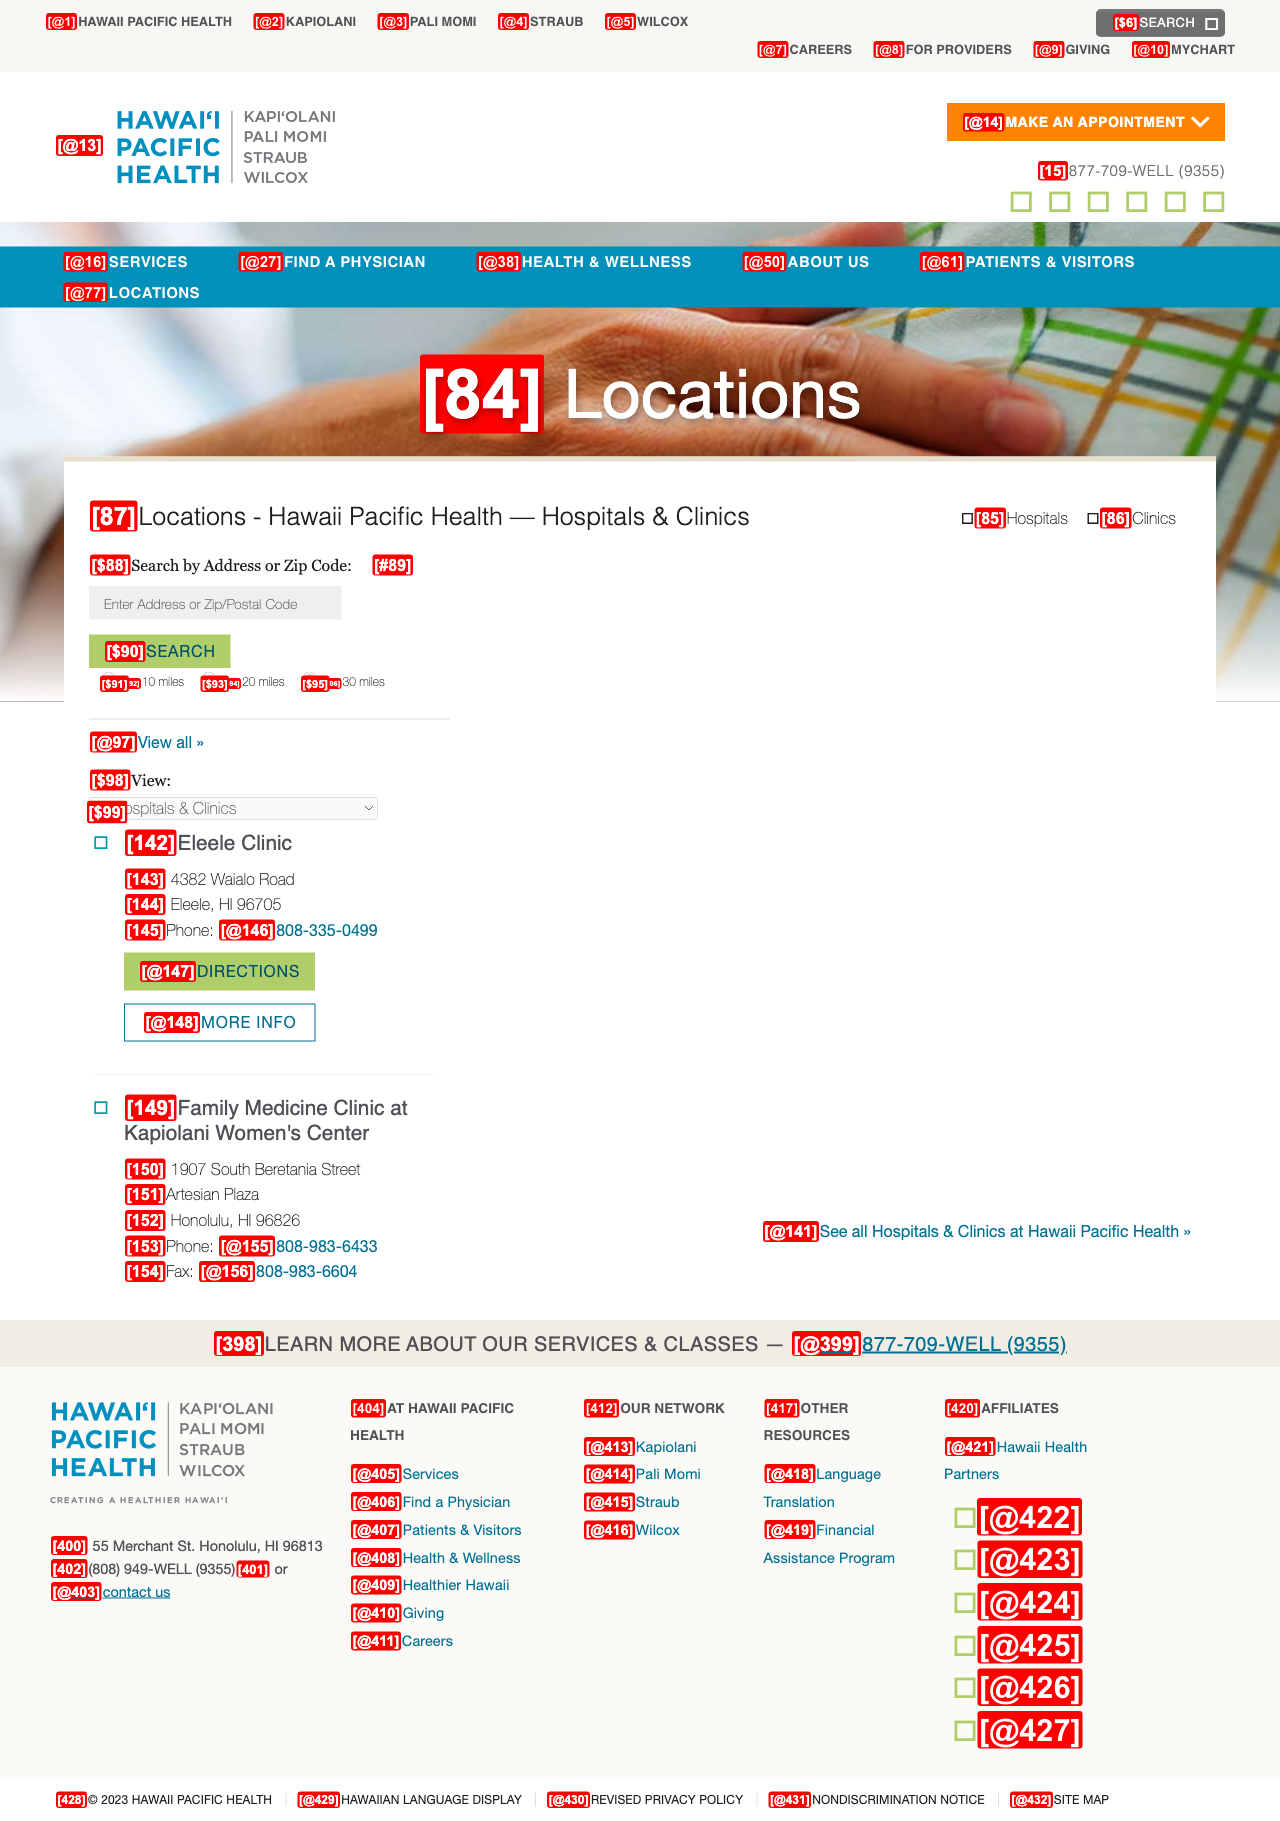 [@1] HAWAII PACIFIC HEALTH [@2] KAPIOLANI [@3] PALI MOMI [@4] STRAUB [@5] WILCOX [$6] SEARCH
[@7] CAREERS [@8] FOR PROVIDERS [@9] GIVING [@10] MYCHART
[@13]
HAWAI‘I PACIFIC HEALTH
KAPI‘OLANI
PALI MOMI
STRAUB
WILCOX
[@14] MAKE AN APPOINTMENT
[15] 877-709-WELL (9355)
[@16] SERVICES [@27] FIND A PHYSICIAN [@38] HEALTH & WELLNESS [@50] ABOUT US [@61] PATIENTS & VISITORS
[@77] LOCATIONS
[84] Locations
[87] Locations - Hawaii Pacific Health — Hospitals & Clinics [85] Hospitals [86] Clinics
[$88] Search by Address or Zip Code: [#89]
Enter Address or Zip/Postal Code
[$90] SEARCH
[$91] 92] 10 miles [$93] 94] 20 miles [$95] 96] 30 miles
[@97] View all »
[$98] View:
[$99] ospitals & Clinics
[142] Eleele Clinic
[143] 4382 Waialo Road
[144] Eleele, HI 96705
[145] Phone: [@146] 808-335-0499
[@147] DIRECTIONS
[@148] MORE INFO
[149] Family Medicine Clinic at
Kapiolani Women's Center
[150] 1907 South Beretania Street
[151] Artesian Plaza
[152] Honolulu, HI 96826
[153] Phone: [@155] 808-983-6433
[154] Fax: [@156] 808-983-6604
[@141] See all Hospitals & Clinics at Hawaii Pacific Health »
[398] LEARN MORE ABOUT OUR SERVICES & CLASSES — [@399] 877-709-WELL (9355)
HAWAI‘I PACIFIC HEALTH
KAPI‘OLANI
PALI MOMI
STRAUB
WILCOX
CREATING A HEALTHIER HAWAI‘I
[400] 55 Merchant St. Honolulu, HI 96813
[402] (808) 949-WELL (9355) [401] or
[@403] contact us
[404] AT HAWAII PACIFIC
HEALTH
[@405] Services
[@406] Find a Physician
[@407] Patients & Visitors
[@408] Health & Wellness
[@409] Healthier Hawaii
[@410] Giving
[@411] Careers
[412] OUR NETWORK
[@413] Kapiolani
[@414] Pali Momi
[@415] Straub
[@416] Wilcox
[417] OTHER
RESOURCES
[@418] Language
Translation
[@419] Financial
Assistance Program
[420] AFFILIATES
[@421] Hawaii Health
Partners
[@422]
[@423]
[@424]
[@425]
[@426]
[@427]
[428] © 2023 HAWAII PACIFIC HEALTH [@429] HAWAIIAN LANGUAGE DISPLAY [@430] REVISED PRIVACY POLICY [@431] NONDISCRIMINATION NOTICE [@432] SITE MAP